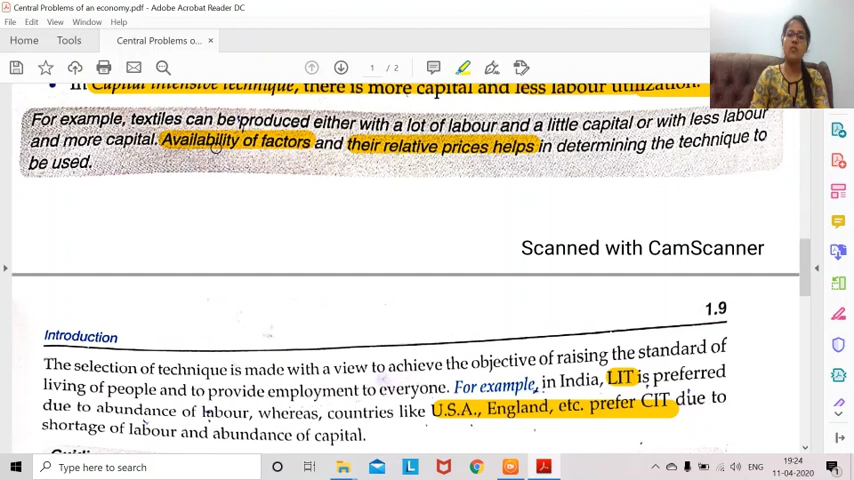 Central Problems of an economy.pdf - Adobe Acrobat Reader DC
File Edit View Window Help
Home Tools Central Problems o... ×
1 / 2
• In Capital intensive technique, there is more capital and less labour utilization.
For example, textiles can be produced either with a lot of labour and a little capital or with less labour
and more capital. Availability of factors and their relative prices helps in determining the technique to
be used.
Scanned with CamScanner
1.9
Introduction
The selection of technique is made with a view to achieve the objective of raising the standard of
living of people and to provide employment to everyone. For example, in India, LIT is preferred
due to abundance of labour, whereas, countries like U.S.A., England, etc. prefer CIT due to
shortage of labour and abundance of capital.
Type here to search
ENG
19:24
11-04-2020